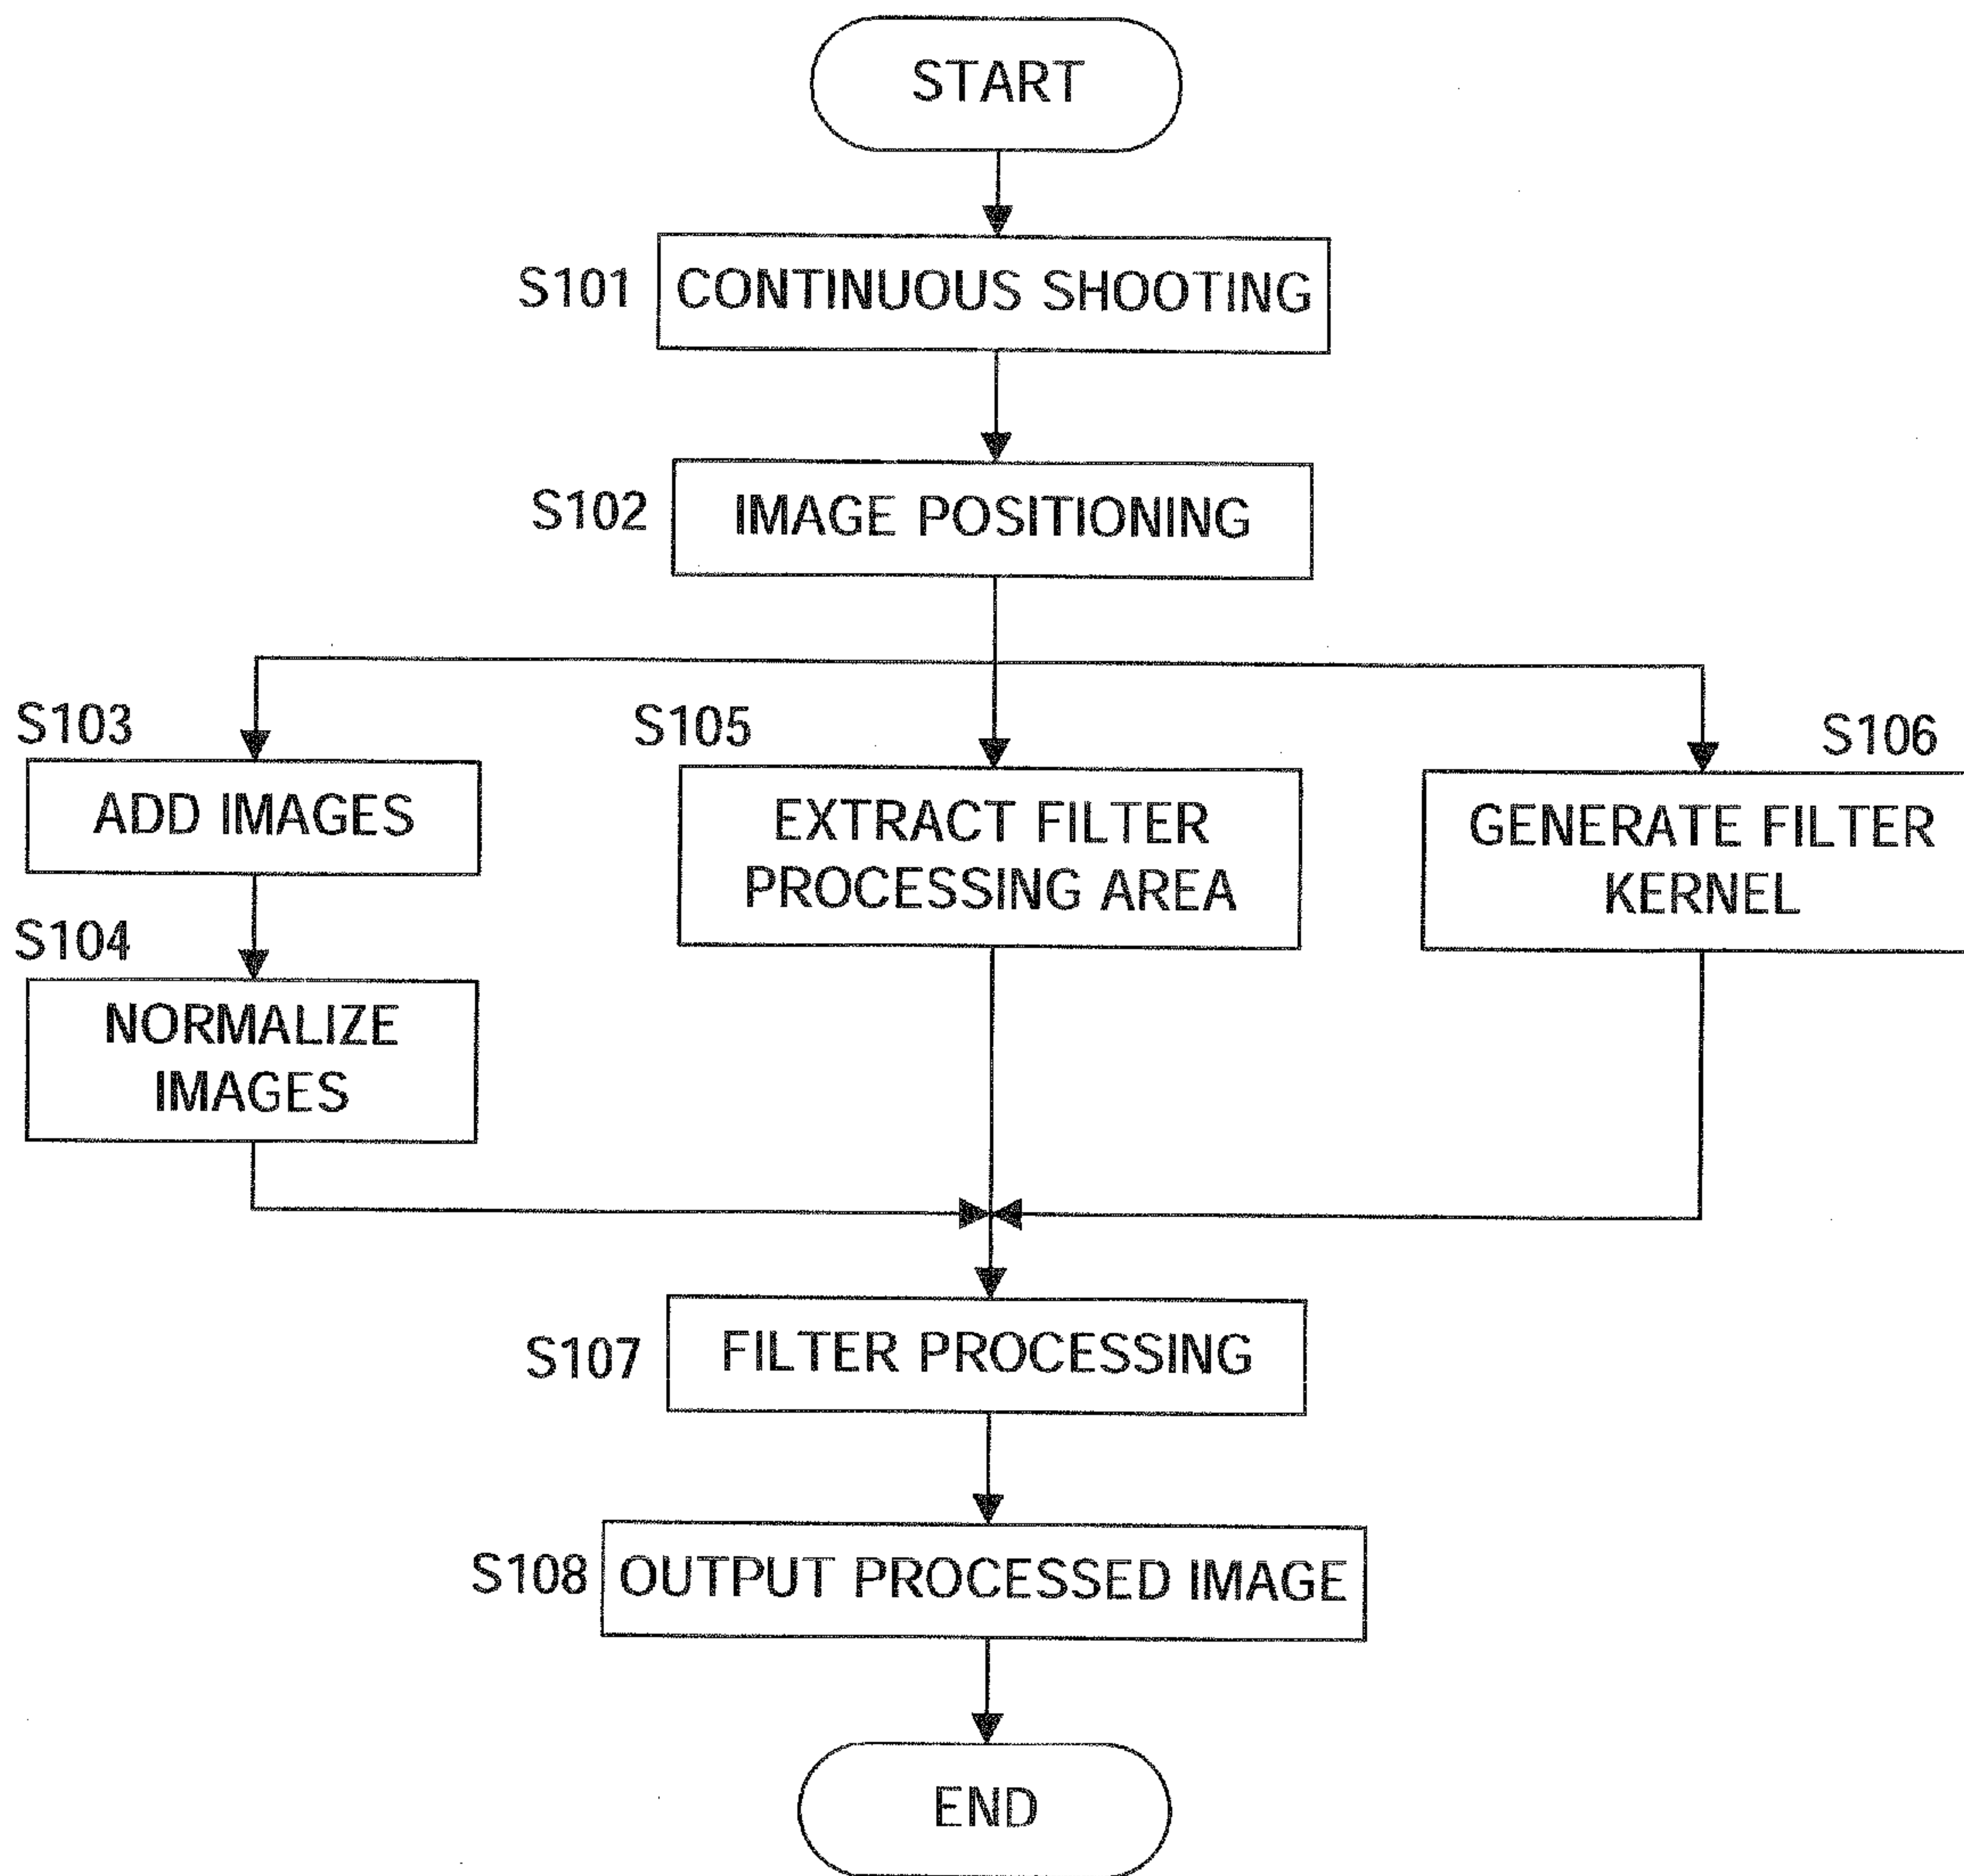 START
S101
CONTINUOUS SHOOTING
S102
IMAGE POSITIONING
S103
ADD IMAGES
S104
NORMALIZE
IMAGES
S105
EXTRACT FILTER
PROCESSING AREA
S106
GENERATE FILTER
KERNEL
S107
FILTER PROCESSING
S108
OUTPUT PROCESSED IMAGE
END